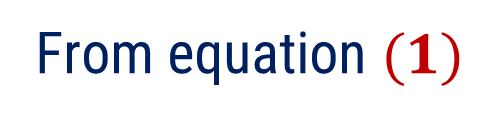 From equation (1)